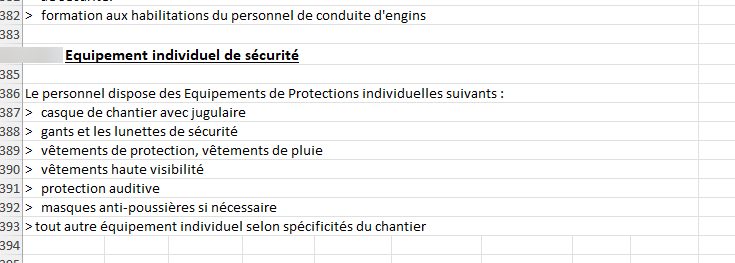 382 > formation aux habilitations du personnel de conduite d'engins
383
Equipement individuel de sécurité
385
386 Le personnel dispose des Equipements de Protections individuelles suivants :
387 > casque de chantier avec jugulaire
388 > gants et les lunettes de sécurité
389 > vêtements de protection, vêtements de pluie
390 > vêtements haute visibilité
391 > protection auditive
392 > masques anti-poussières si nécessaire
393 > tout autre équipement individuel selon spécificités du chantier
394